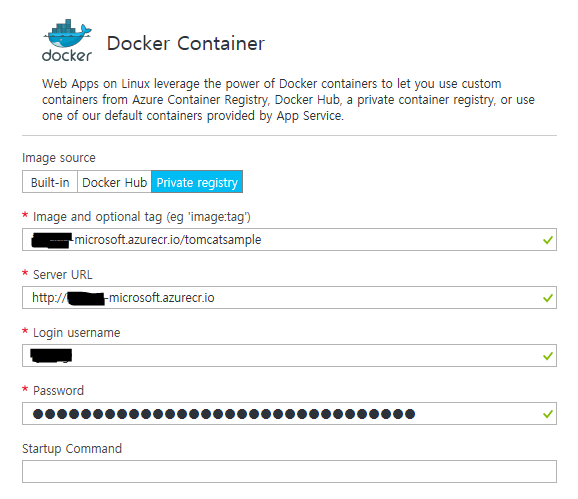 docker
Docker Container
Web Apps on Linux leverage the power of Docker containers to let you use custom
containers from Azure Container Registry, Docker Hub, a private container registry, or use
one of our default containers provided by App Service.
Image source
Built-in Docker Hub Private registry
* Image and optional tag (eg 'image:tag')
-microsoft.azurecr.io/tomcatsample
* Server URL
http:// -microsoft.azurecr.io
* Login username
* Password
●●●●●●●●●●●●●●●●●●●●●●●●●●●●●●●●
Startup Command